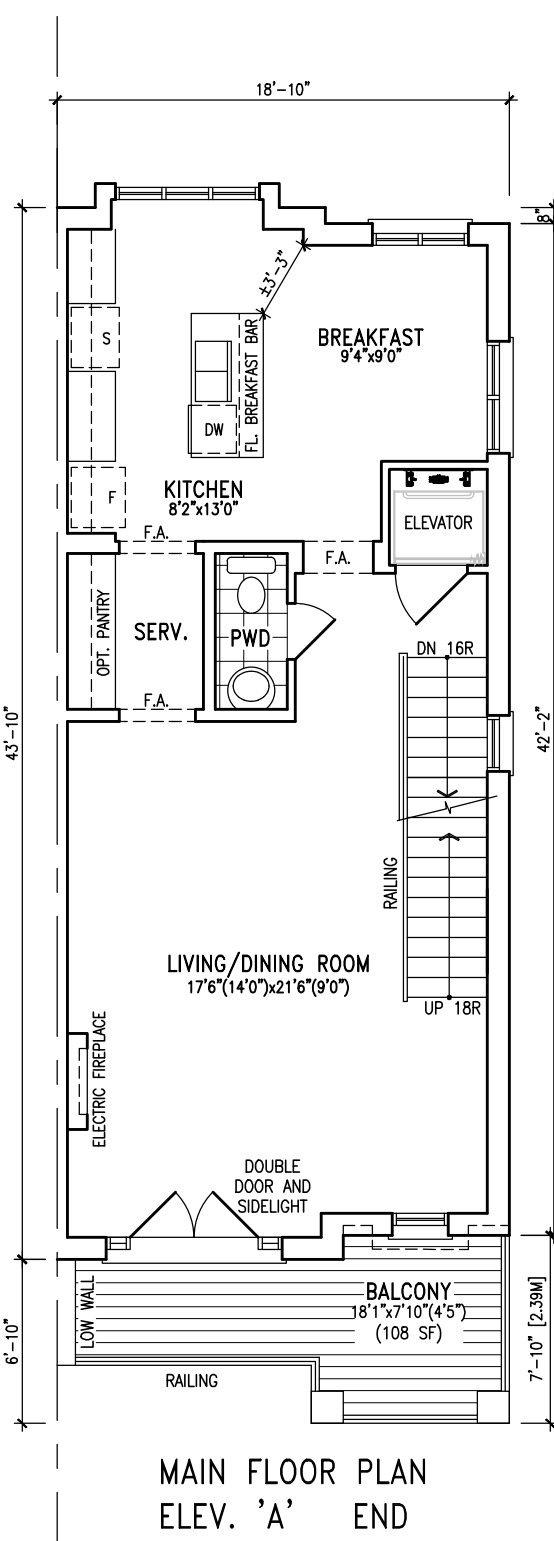 18'-10"
8"
±3'-3"
BREAKFAST
9'4"x9'0"
S
FL. BREAKFAST BAR
DW
KITCHEN
8'2"x13'0"
F
ELEVATOR
F.A.
F.A.
OPT. PANTRY
SERV.
PWD
DN 16R
F.A.
43'-10"
42'-2"
RAILING
LIVING/DINING ROOM
17'6"(14'0")x21'6"(9'0")
UP 18R
ELECTRIC FIREPLACE
DOUBLE
DOOR AND
SIDELIGHT
LOW WALL
BALCONY
18'1"x7'10"(4'5")
(108 SF)
6'-10"
7'-10" [2.39M]
RAILING
MAIN FLOOR PLAN
ELEV. 'A' END